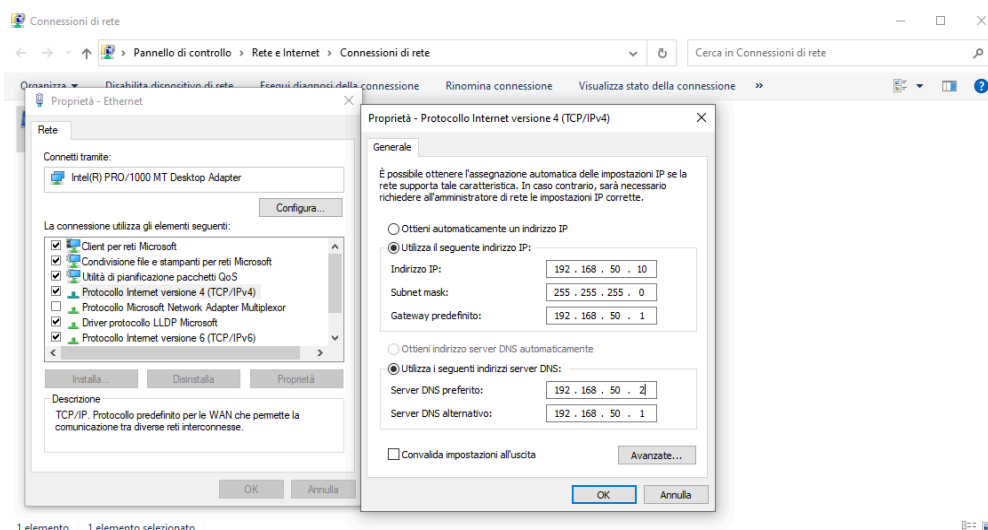 Connessioni di rete
Pannello di controllo > Rete e Internet > Connessioni di rete
Cerca in Connessioni di rete
Organizza Disabilita dispositivo di rete Esegui diagnosi della connessione Rinomina connessione Visualizza stato della connessione »
Proprietà - Ethernet
Rete
Connetti tramite:
Intel(R) PRO/1000 MT Desktop Adapter
Configura...
La connessione utilizza gli elementi seguenti:
Client per reti Microsoft
Condivisione file e stampanti per reti Microsoft
Utilità di pianificazione pacchetti QoS
Protocollo Internet versione 4 (TCP/IPv4)
Protocollo Microsoft Network Adapter Multiplexor
Driver protocollo LLDP Microsoft
Protocollo Internet versione 6 (TCP/IPv6)
Installa... Disinstalla Proprietà
Descrizione
TCP/IP. Protocollo predefinito per le WAN che permette la
comunicazione tra diverse reti interconnesse.
OK Annulla
Proprietà - Protocollo Internet versione 4 (TCP/IPv4)
Generale
È possibile ottenere l'assegnazione automatica delle impostazioni IP se la
rete supporta tale caratteristica. In caso contrario, sarà necessario
richiedere all'amministratore di rete le impostazioni IP corrette.
Ottieni automaticamente un indirizzo IP
Utilizza il seguente indirizzo IP:
Indirizzo IP: 192 . 168 . 50 . 10
Subnet mask: 255 . 255 . 255 . 0
Gateway predefinito: 192 . 168 . 50 . 1
Ottieni indirizzo server DNS automaticamente
Utilizza i seguenti indirizzi server DNS:
Server DNS preferito: 192 . 168 . 50 . 2
Server DNS alternativo: 192 . 168 . 50 . 1
Convalida impostazioni all'uscita
Avanzate...
OK Annulla
1 elemento 1 elemento selezionato